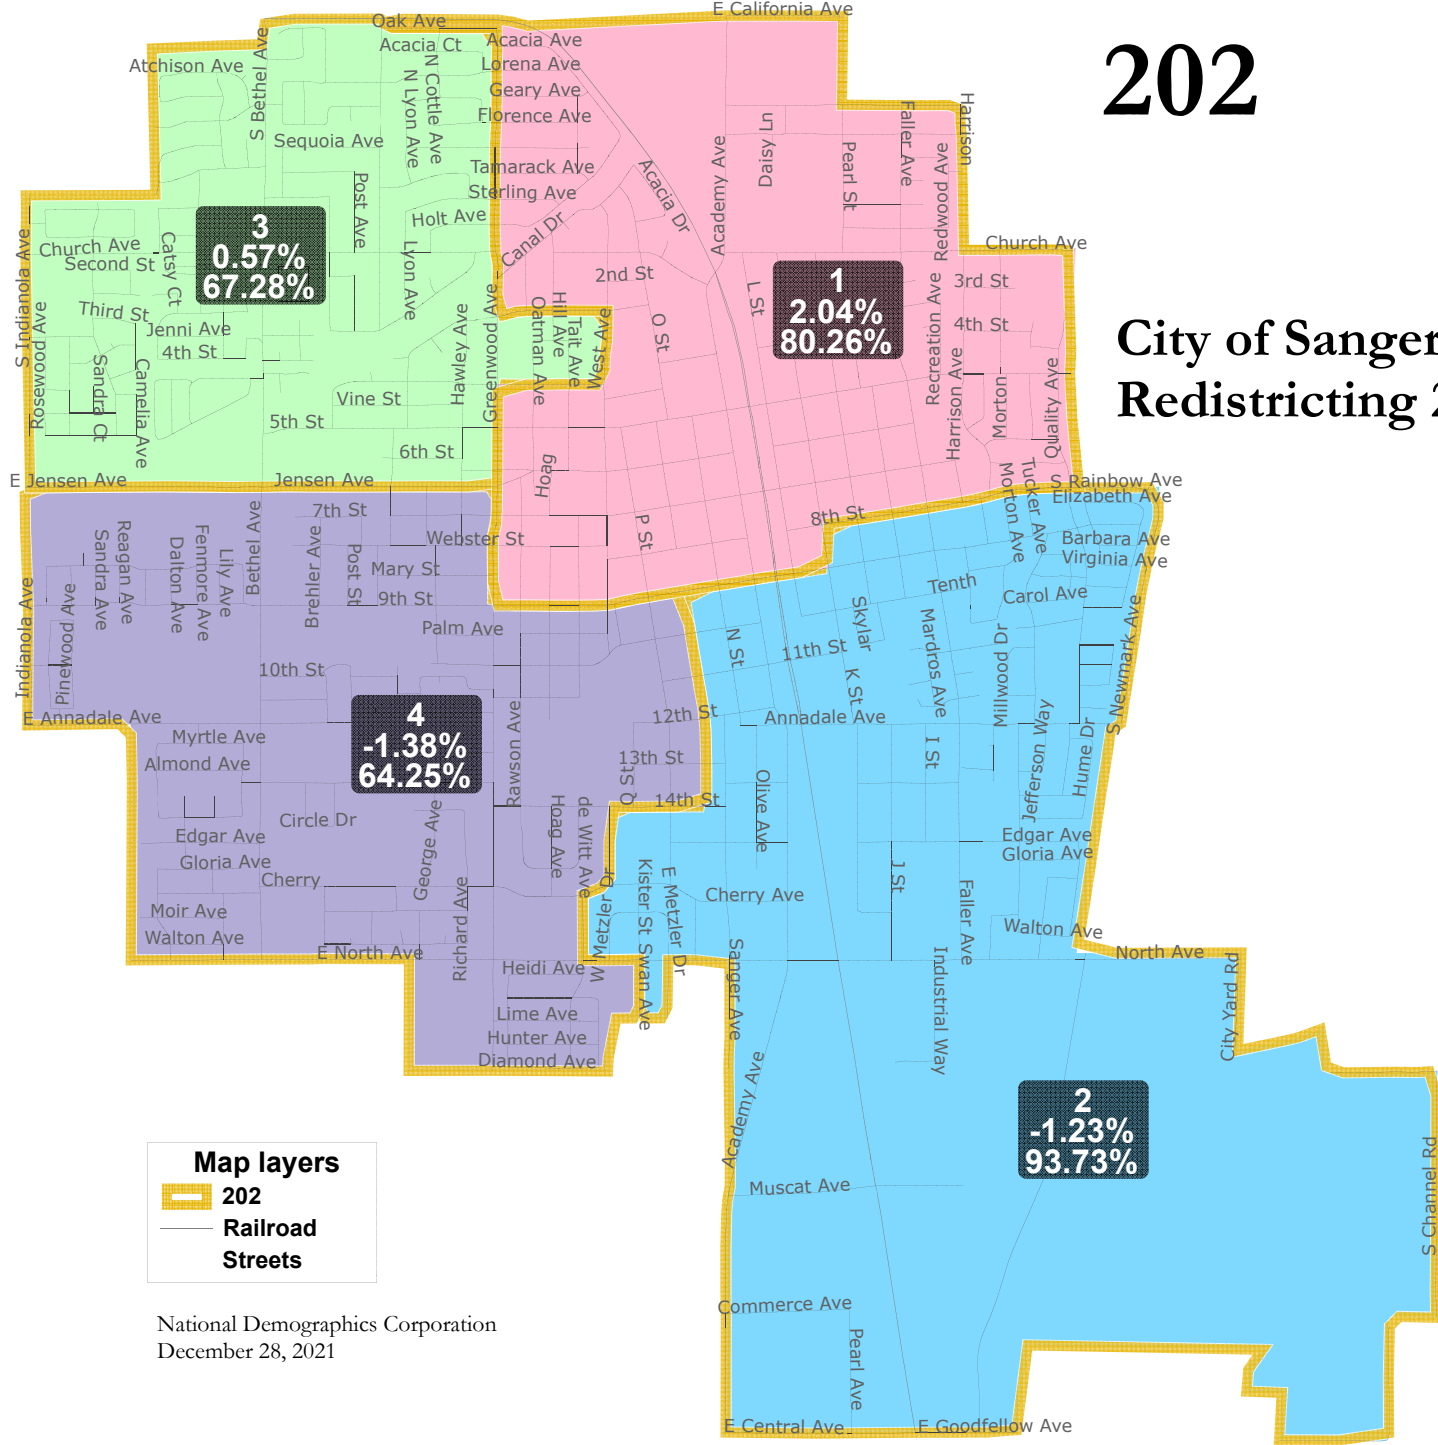 202
City of Sanger
Redistricting 2
E California Ave
Oak Ave
Acacia Ct
Acacia Ave
Atchison Ave
S Bethel Ave
N Cottle Ave
N Lyon Ave
Lorena Ave
Geary Ave
Florence Ave
Sequoia Ave
Tamarack Ave
Sterling Ave
Post Ave
Holt Ave
Canal Dr
Acacia Dr
Academy Ave
Daisy Ln
Pearl St
Faller Ave
Redwood Ave
Harrison
Church Ave
3
0.57%
67.28%
1
2.04%
80.26%
S Indianola Ave
Church Ave
Second St
Catsy Ct
Lyon Ave
2nd St
L St
O St
3rd St
4th St
Recreation Ave
Third St
Jenni Ave
4th St
Rosewood Ave
Sandra Ct
Camelia Ave
Hawley Ave
Greenwood Ave
Oatman Ave
Hill Ave
Tait Ave
West Ave
Harrison Ave
Morton
Quality Ave
Vine St
5th St
6th St
Hoag
E Jensen Ave
Jensen Ave
S Rainbow Ave
Elizabeth Ave
7th St
8th St
P St
Morton Ave
Tucker Ave
Barbara Ave
Virginia Ave
Webster St
Mary St
9th St
Sandra Ave
Reagan Ave
Dalton Ave
Fenmore Ave
Lily Ave
Bethel Ave
Brehler Ave
Post St
Indianola Ave
Pinewood Ave
Palm Ave
10th St
Tenth
Carol Ave
N St
11th St
Skylar
K St
Mardros Ave
Millwood Dr
S Newmark Ave
E Annadale Ave
Annadale Ave
12th St
13th St
14th St
Q St
4
-1.38%
64.25%
Myrtle Ave
Almond Ave
Rawson Ave
Olive Ave
I St
Jefferson Way
Hume Dr
Circle Dr
Edgar Ave
Gloria Ave
Cherry
George Ave
Hoag Ave
de Witt Ave
Edgar Ave
Gloria Ave
Moir Ave
Walton Ave
E North Ave
Richard Ave
W Metzler Dr
Kister St
E Metzler Dr
Cherry Ave
J St
Faller Ave
Walton Ave
North Ave
Heidi Ave
Swan Ave
Sanger Ave
Industrial Way
City Yard Rd
Lime Ave
Hunter Ave
Diamond Ave
Academy Ave
2
-1.23%
93.73%
S Channel Rd
Muscat Ave
Commerce Ave
Pearl Ave
E Central Ave
E Goodfellow Ave
Map layers
202
Railroad
Streets
National Demographics Corporation
December 28, 2021